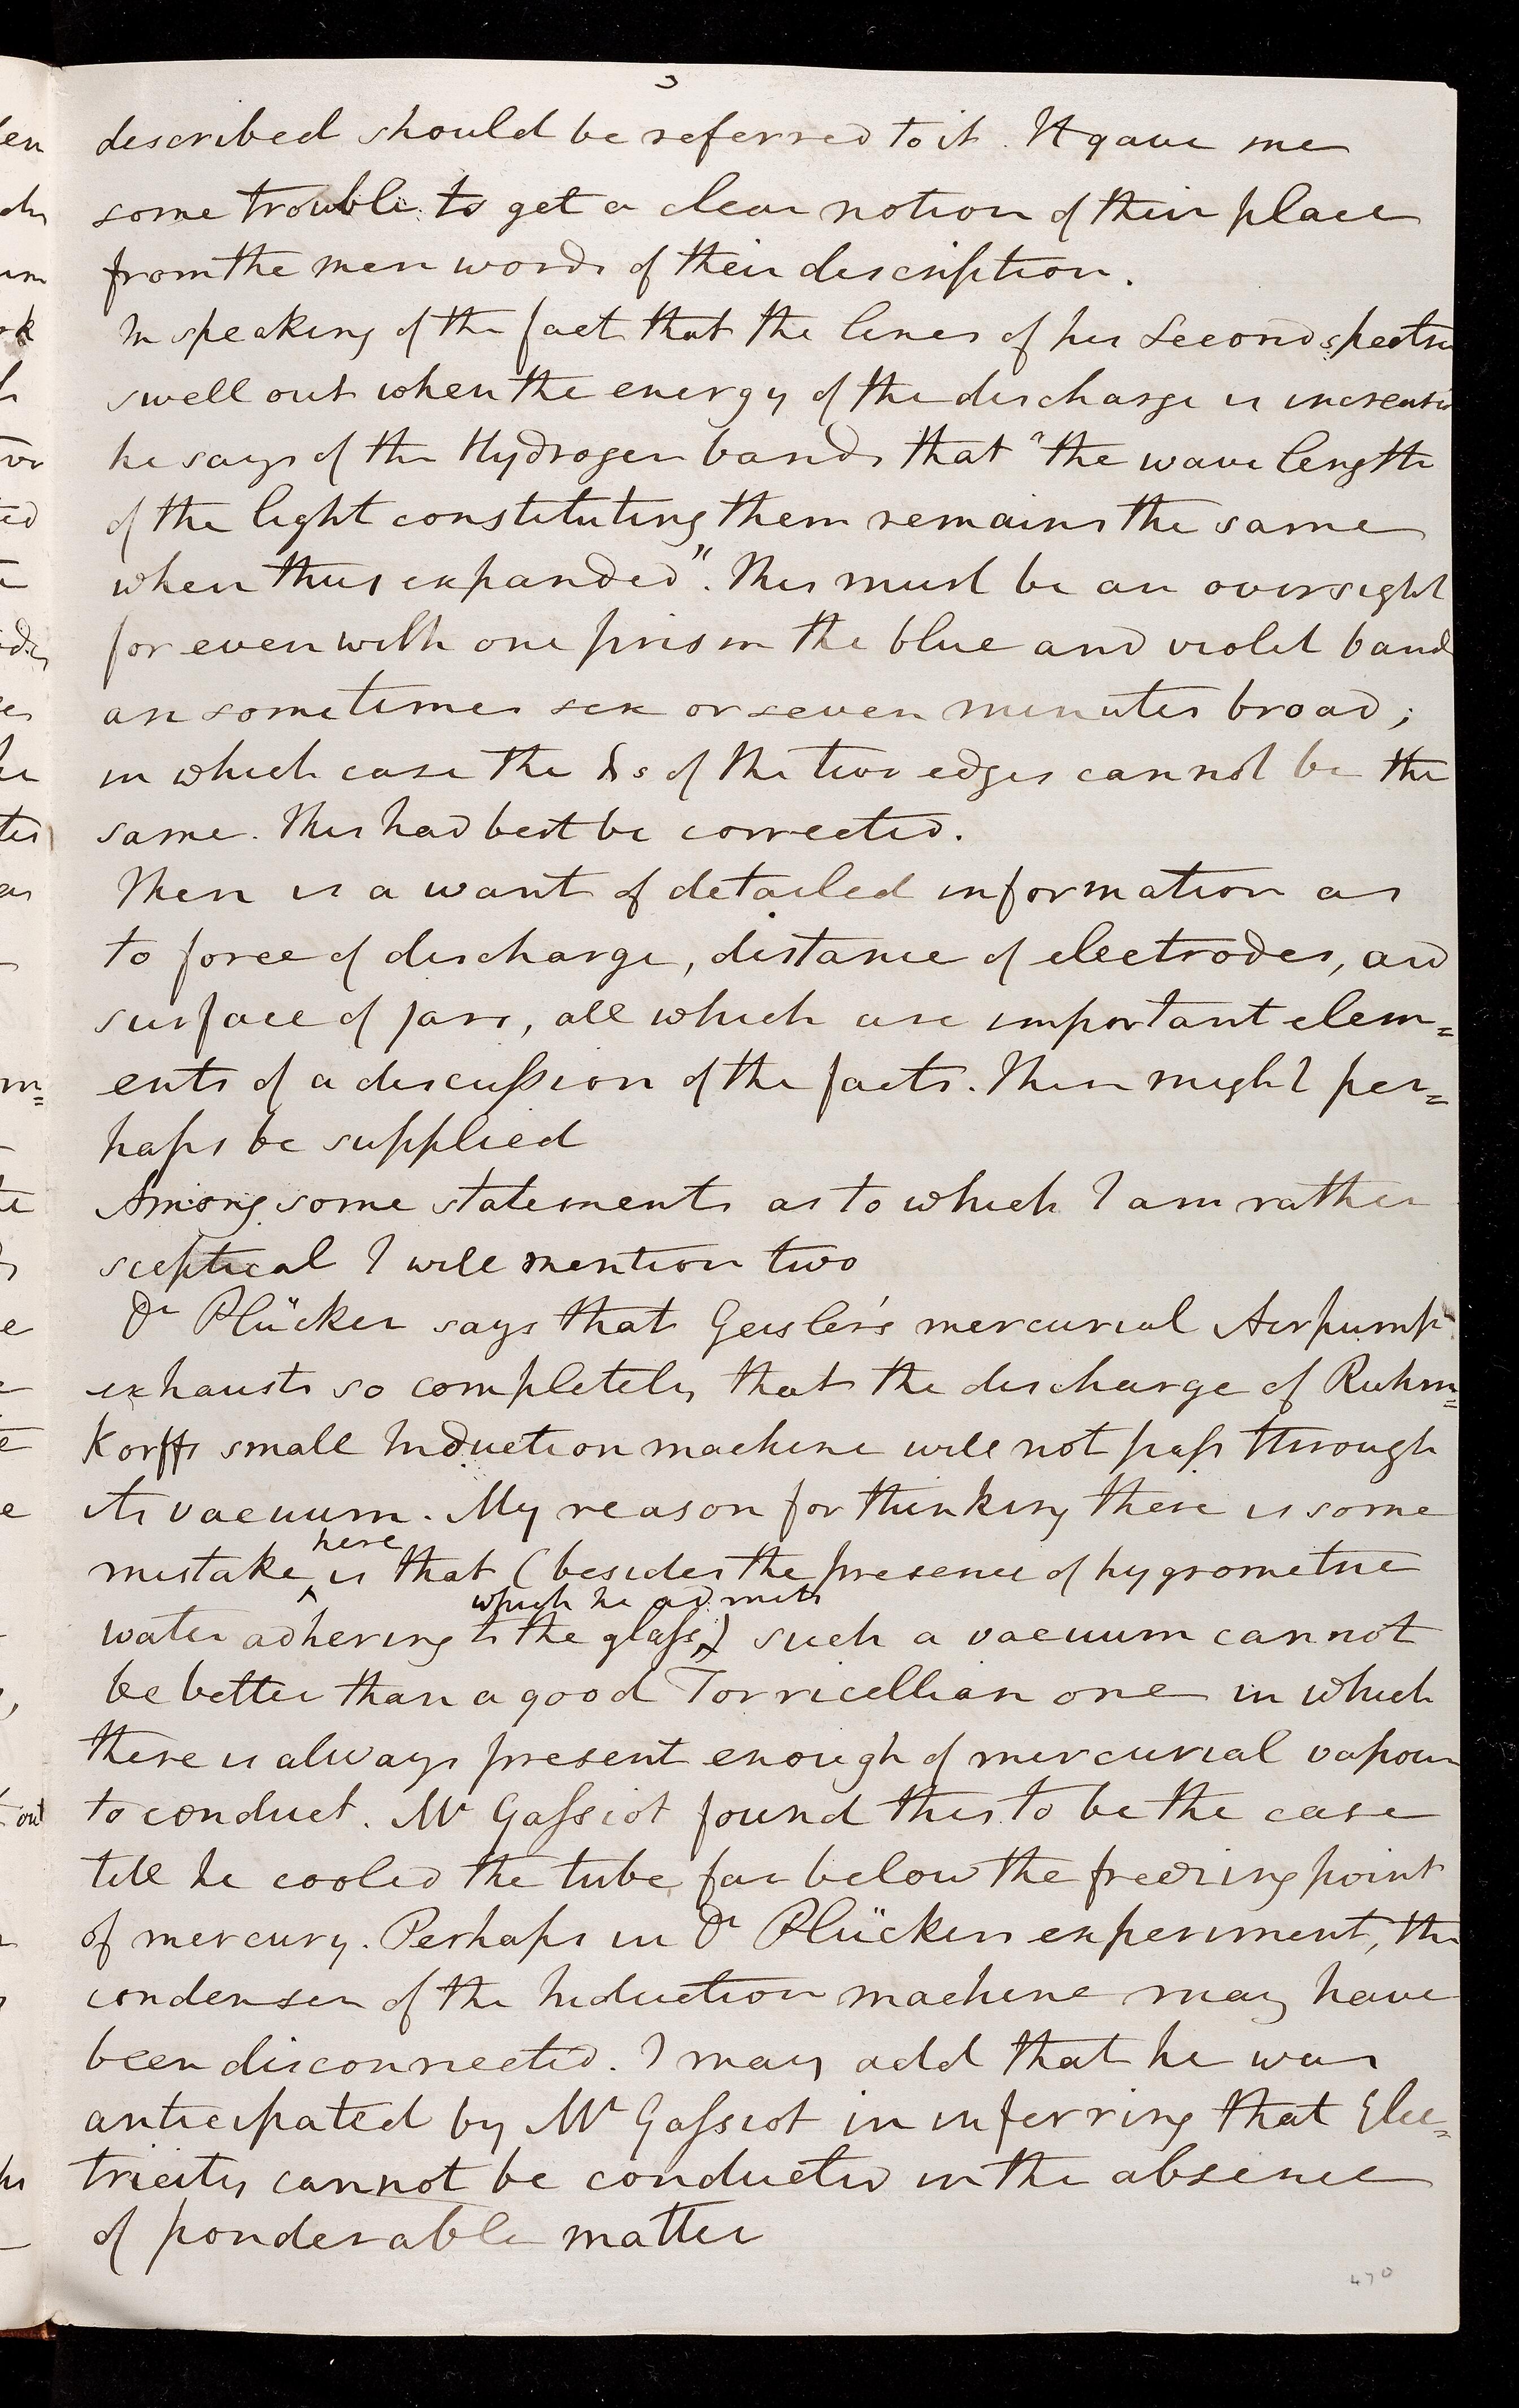 3
described should be referred to it. It gave me
some trouble to get a clear notion of their place
from the mere words of their description.
In speaking of the fact that the lines of his Second spectru
swell out when the energy of the discharge is increased
he says of the Hydrogen bands that "the wave length
of the light constituting them remains the same
when thus expanded". This must be an oversight
for even with one prism the blue and violet band
are sometimes six or seven minutes broad;
in which case the λs of the two edges cannot be the
same. This had best be corrected.
There is a want of detailed information as
to force of discharge, distance of electrodes, and
surface of jars, all which are important elem=
ents of a discussion of the facts. These might per=
haps be supplied
Among some statements as to which I am rather
sceptical I will mention two
Dr Plücker says that Geisler's mercurial Airpump
exhausts so completely that the discharge of Ruhm=
Korffs small Induction machine will not pass through
its vacuum. My reason for thinking there is some
mistake here is that (besides the presence of hygrometric
water adhering to the glass, which he admits) such a vacuum cannot
be better than a good Torricellian one in which
there is always present enough of mercurial vapour
to conduct. Mr Gassiot found this to be the case
till he cooled the tube far below the freezing point
of mercury. Perhaps in Dr Plückers experiment, the
condenser of the Induction machine may have
been disconnected. I may add that he was
anticipated by Mr Gassiot in inferring that Elec=
tricity cannot be conducted in the absence
of ponderable matter
470